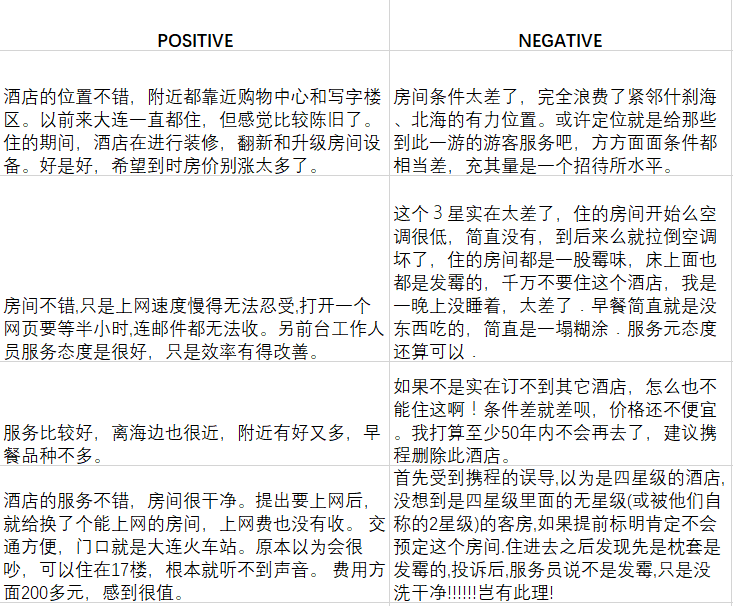 POSITIVE
NEGATIVE
酒店的位置不错，附近都靠近购物中心和写字楼
区。以前来大连一直都住，但感觉比较陈旧了。
住的期间，酒店在进行装修，翻新和升级房间设
备。好是好，希望到时房价别涨太多了。
房间条件太差了，完全浪费了紧邻什刹海
、北海的有力位置。或许定位就是给那些
到此一游的游客服务吧，方方面面条件都
相当差，充其量是一个招待所水平。
房间不错,只是上网速度慢得无法忍受,打开一个
网页要等半小时,连邮件都无法收。另前台工作人
员服务态度是很好，只是效率有得改善。
这个３星实在太差了，住的房间开始么空
调很低，简直没有，到后来么就拉倒空调
坏了，住的房间都是一股霉味，床上面也
都是发霉的，千万不要住这个酒店，我是
一晚上没睡着，太差了．早餐简直就是没
东西吃的，简直是一塌糊涂．服务元态度
还算可以．
服务比较好，离海边也很近，附近有好又多，早
餐品种不多。
如果不是实在订不到其它酒店，怎么也不
能住这啊！条件差就差呗，价格还不便宜
。我打算至少50年内不会再去了，建议携
程删除此酒店。
酒店的服务不错，房间很干净。提出要上网后，
就给换了个能上网的房间，上网费也没有收。 交
通方便，门口就是大连火车站。原本以为会很
吵，可以住在17楼，根本就听不到声音。 费用方
面200多元，感到很值。
首先受到携程的误导,以为是四星级的酒店,
没想到是四星级里面的无星级(或被他们自
称的2星级)的客房,如果提前标明肯定不会
预定这个房间.住进去之后发现先是枕套是
发霉的,投诉后,服务员说不是发霉,只是没
洗干净!!!!!!岂有此理!